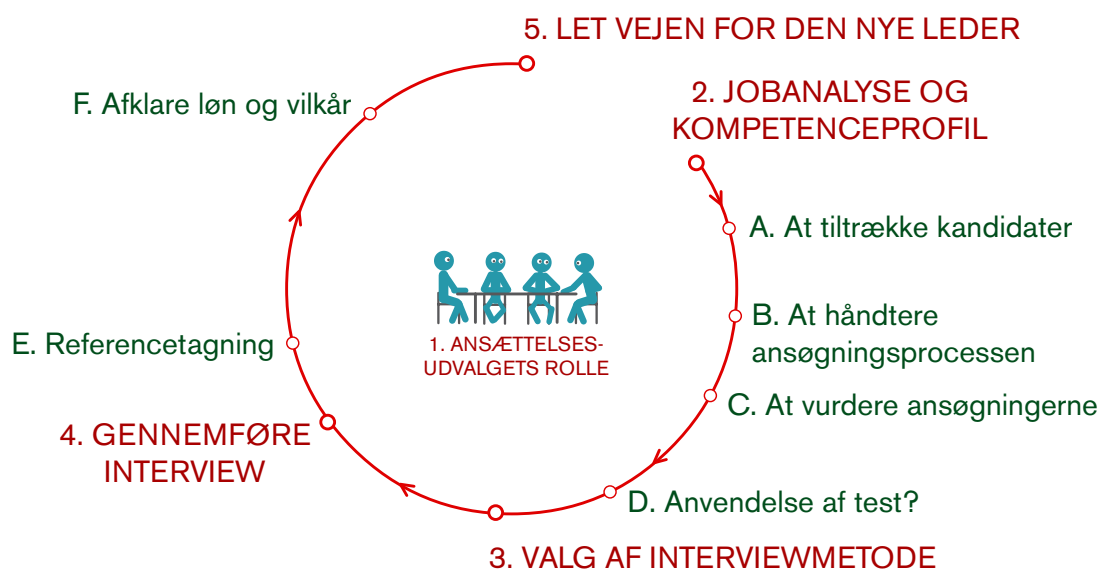 5. LET VEJEN FOR DEN NYE LEDER
2. JOBANALYSE OG
KOMPETENCEPROFIL
F. Afklare løn og vilkår
A. At tiltrække kandidater
B. At håndtere
ansøgningsprocessen
1. ANSÆTTELSES-
UDVALGETS ROLLE
E. Referencetagning
C. At vurdere ansøgningerne
4. GENNEMFØRE
INTERVIEW
D. Anvendelse af test?
3. VALG AF INTERVIEWMETODE